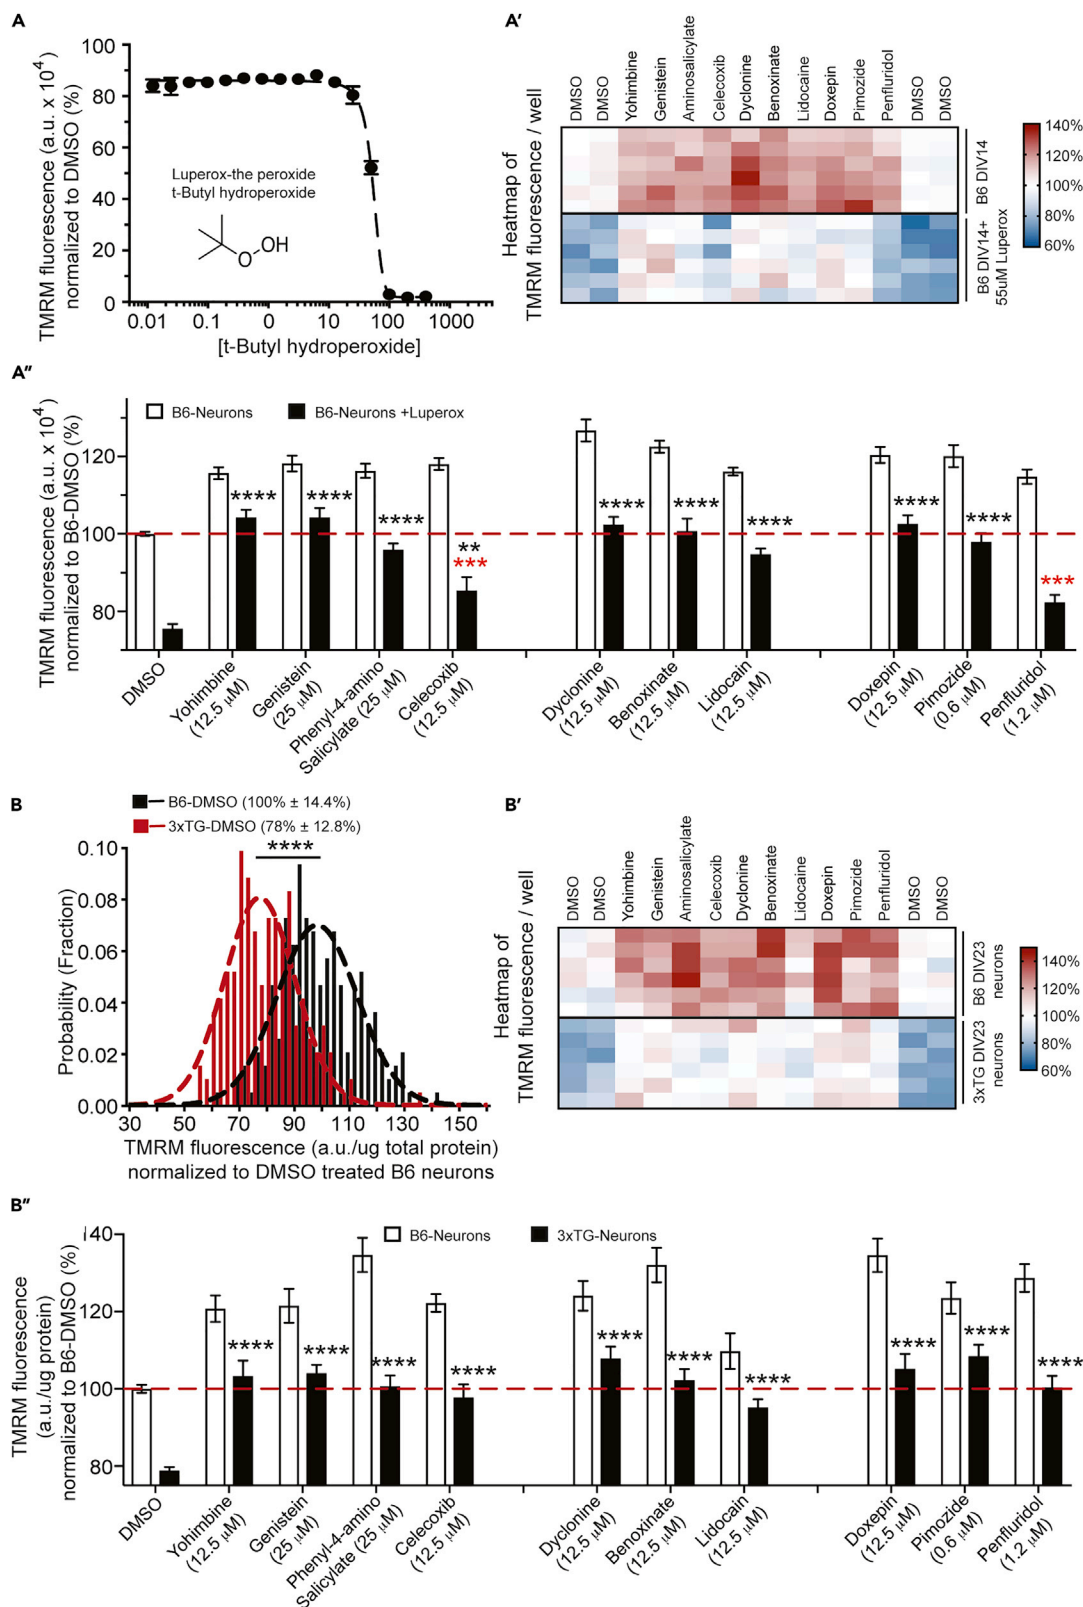 A
TMRM fluorescence (a.u. x 10⁴)
normalized to DMSO (%)
100
80
60
40
20
0
Luperox-the peroxide
t-Butyl hydroperoxide
O
OH
0.01
0.1
0
10
100
1000
[t-Butyl hydroperoxide]
A′
Heatmap of
TMRM fluorescence / well
DMSO
DMSO
Yohimbine
Genistein
Aminosalicylate
Celecoxib
Dyclonine
Benoxinate
Lidocaine
Doxepin
Pimozide
Penfluridol
DMSO
DMSO
B6 DIV14
B6 DIV14+
55uM Luperox
140%
120%
100%
80%
60%
A″
TMRM fluorescence (a.u. x 10⁴)
normalized to B6-DMSO (%)
B6-Neurons
B6-Neurons +Luperox
120
100
80
****
****
****
**
***
****
****
****
****
****
***
DMSO
Yohimbine
(12.5 µM)
Genistein
(25 µM)
Phenyl-4-amino
Salicylate (25 µM)
Celecoxib
(12.5 µM)
Dyclonine
(12.5 µM)
Benoxinate
(12.5 µM)
Lidocain
(12.5 µM)
Doxepin
(12.5 µM)
Pimozide
(0.6 µM)
Penfluridol
(1.2 µM)
B
B6-DMSO (100% ± 14.4%)
3xTG-DMSO (78% ± 12.8%)
****
Probability (Fraction)
0.10
0.08
0.06
0.04
0.02
0.00
30
50
70
90
110
130
150
TMRM fluorescence (a.u./ug total protein)
normalized to DMSO treated B6 neurons
B′
Heatmap of
TMRM fluorescence / well
DMSO
DMSO
Yohimbine
Genistein
Aminosalicylate
Celecoxib
Dyclonine
Benoxinate
Lidocaine
Doxepin
Pimozide
Penfluridol
DMSO
DMSO
B6 DIV23
neurons
3xTG DIV23
neurons
140%
120%
100%
80%
60%
B″
TMRM fluorescence
(a.u./ug protein)
normalized to B6-DMSO (%)
B6-Neurons
3xTG-Neurons
140
120
100
80
****
****
****
****
****
****
****
****
****
****
DMSO
Yohimbine
(12.5 µM)
Genistein
(25 µM)
Phenyl-4-amino
Salicylate (25 µM)
Celecoxib
(12.5 µM)
Dyclonine
(12.5 µM)
Benoxinate
(12.5 µM)
Lidocain
(12.5 µM)
Doxepin
(12.5 µM)
Pimozide
(0.6 µM)
Penfluridol
(1.2 µM)